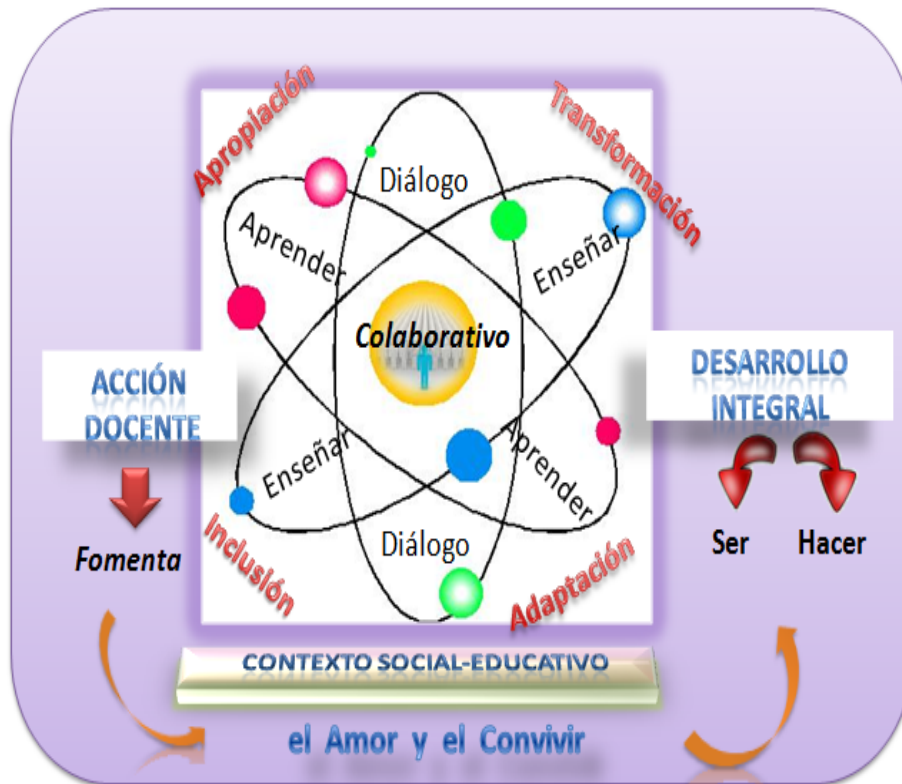 Apropiación
Transformación
Diálogo
Aprender
Enseñar
Colaborativo
ACCIÓN
DOCENTE
DESARROLLO
INTEGRAL
Fomenta
Enseñar
Aprender
Ser
Hacer
Diálogo
Inclusión
Adaptación
CONTEXTO SOCIAL-EDUCATIVO
el Amor y el Convivir